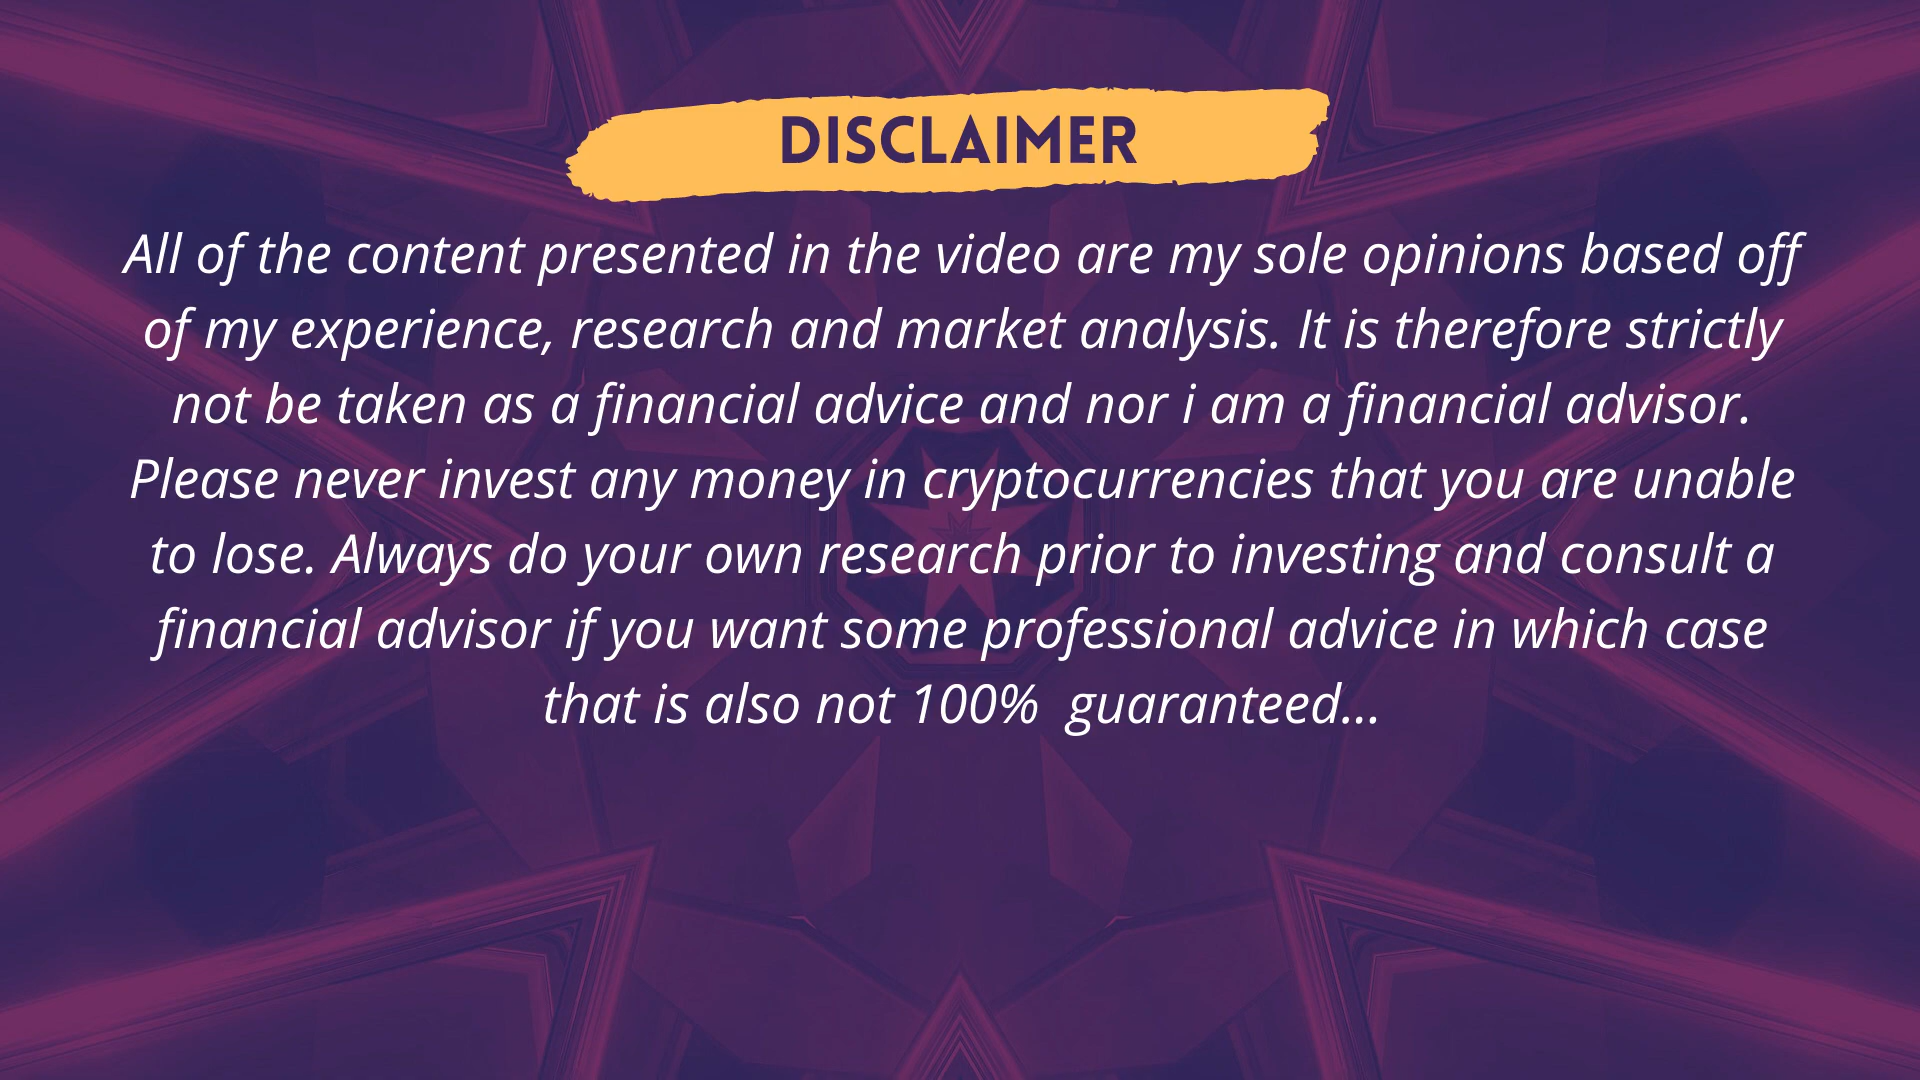 DISCLAIMER
All of the content presented in the video are my sole opinions based off
of my experience, research and market analysis. It is therefore strictly
not be taken as a financial advice and nor i am a financial advisor.
Please never invest any money in cryptocurrencies that you are unable
to lose. Always do your own research prior to investing and consult a
financial advisor if you want some professional advice in which case
that is also not 100%  guaranteed...